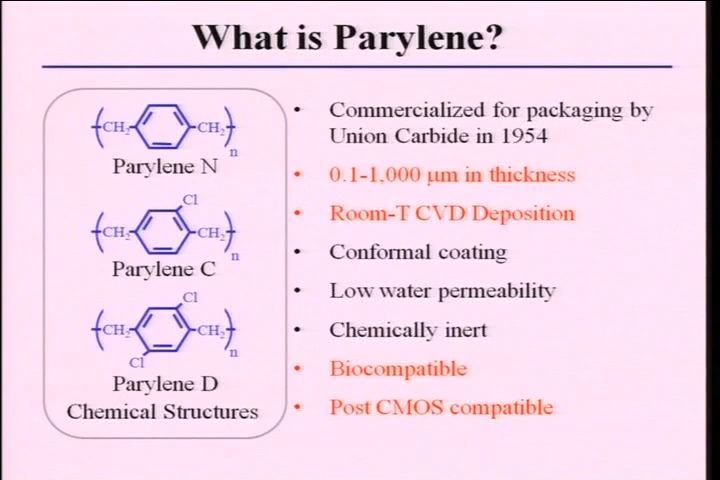 What is Parylene?
CH₂ CH₂ n
Parylene N
Cl
CH₂ CH₂ n
Parylene C
Cl
CH₂ CH₂ n
Cl
Parylene D
Chemical Structures
• Commercialized for packaging by
Union Carbide in 1954
• 0.1-1,000 μm in thickness
• Room-T CVD Deposition
• Conformal coating
• Low water permeability
• Chemically inert
• Biocompatible
• Post CMOS compatible